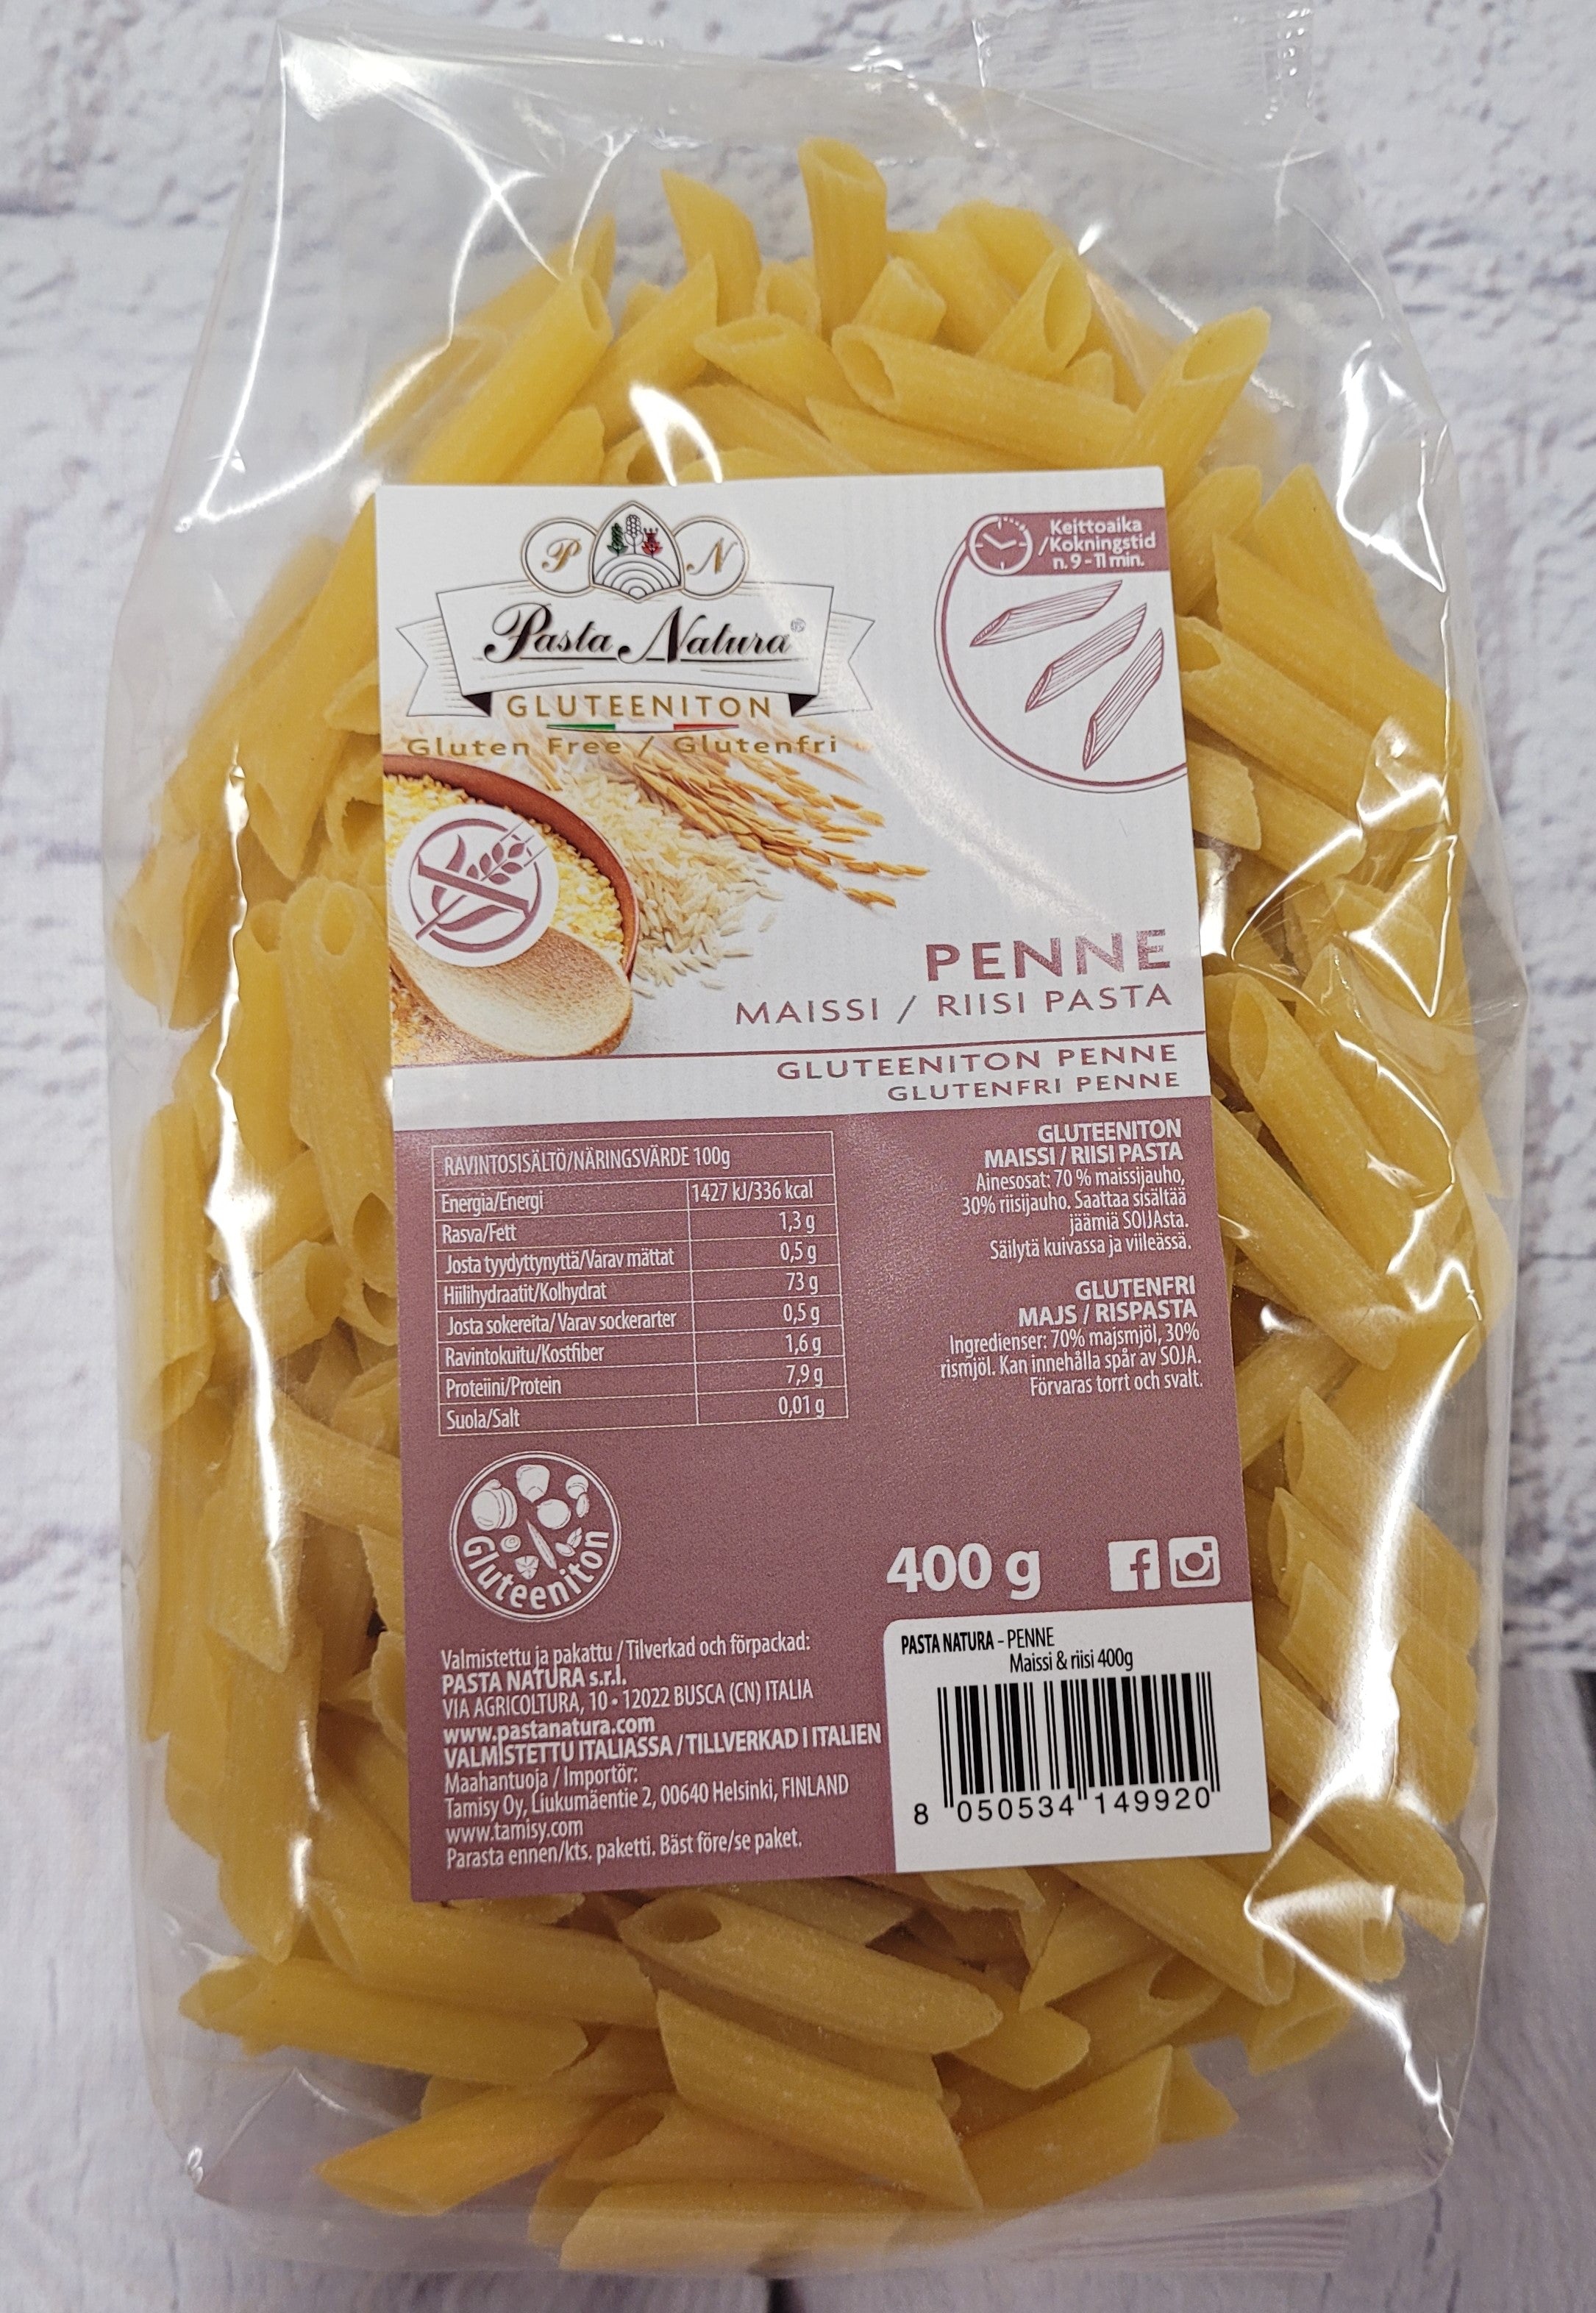 P N
Pasta Natura®
GLUTEENITON
Gluten Free / Glutenfri
Keittoaika
/Kokningstid
n. 9 - 11 min.
PENNE
MAISSI / RIISI PASTA
GLUTEENITON PENNE
GLUTENFRI PENNE
RAVINTOSISÄLTÖ/NÄRINGSVÄRDE 100g
Energia/Energi 1427 kJ/336 kcal
Rasva/Fett 1,3 g
Josta tyydyttynyttä/Varav mättat 0,5 g
Hiilihydraatit/Kolhydrat 73 g
Josta sokereita/ Varav sockerarter 0,5 g
Ravintokuitu/Kostfiber 1,6 g
Proteiini/Protein 7,9 g
Suola/Salt 0,01 g
GLUTEENITON
MAISSI / RIISI PASTA
Ainesosat: 70 % maissijauho,
30% riisijauho. Saattaa sisältää
jäämiä SOIJAsta.
Säilytä kuivassa ja viileässä.
GLUTENFRI
MAJS / RISPASTA
Ingredienser: 70% majsmjöl, 30%
rismjöl. Kan innehålla spår av SOJA.
Förvaras torrt och svalt.
Gluteeniton
400 g
Valmistettu ja pakattu / Tilverkad och förpackad:
PASTA NATURA s.r.l.
VIA AGRICOLTURA, 10 • 12022 BUSCA (CN) ITALIA
www.pastanatura.com
VALMISTETTU ITALIASSA / TILLVERKAD I ITALIEN
Maahantuoja / Importör:
Tamisy Oy, Liukumäentie 2, 00640 Helsinki, FINLAND
www.tamisy.com
Parasta ennen/kts. paketti. Bäst före/se paket.
PASTA NATURA - PENNE
Maissi & riisi 400g
8 050534 149920